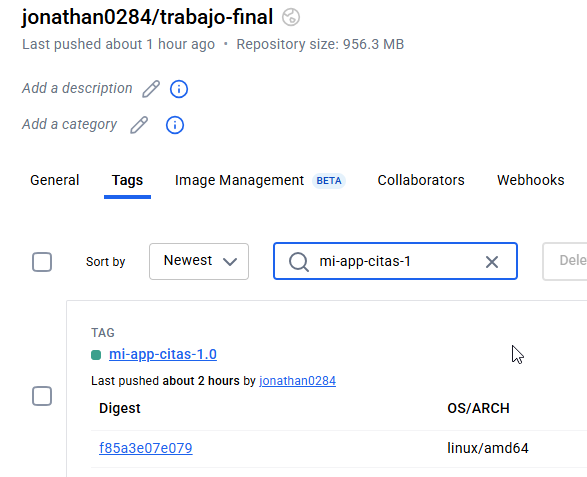 jonathan0284/trabajo-final
Last pushed about 1 hour ago • Repository size: 956.3 MB
Add a description
Add a category
General Tags Image Management BETA Collaborators Webhooks
Sort by Newest mi-app-citas-1 Dele
TAG
mi-app-citas-1.0
Last pushed about 2 hours by jonathan0284
Digest OS/ARCH
f85a3e07e079 linux/amd64